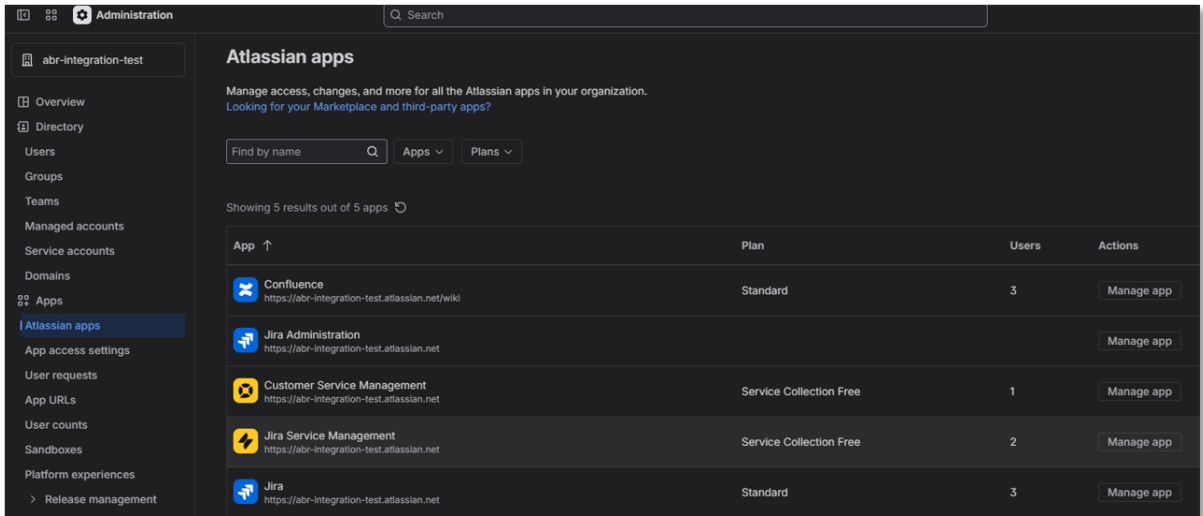 Administration
Search
abr-integration-test
Overview
Directory
Users
Groups
Teams
Managed accounts
Service accounts
Domains
Apps
Atlassian apps
App access settings
User requests
App URLs
User counts
Sandboxes
Platform experiences
Release management
Atlassian apps
Manage access, changes, and more for all the Atlassian apps in your organization.
Looking for your Marketplace and third-party apps?
Find by name
Apps
Plans
Showing 5 results out of 5 apps
App Plan Users Actions
Confluence
https://abr-integration-test.atlassian.net/wiki
Standard 3 Manage app
Jira Administration
https://abr-integration-test.atlassian.net
Manage app
Customer Service Management
https://abr-integration-test.atlassian.net
Service Collection Free 1 Manage app
Jira Service Management
https://abr-integration-test.atlassian.net
Service Collection Free 2 Manage app
Jira
https://abr-integration-test.atlassian.net
Standard 3 Manage app